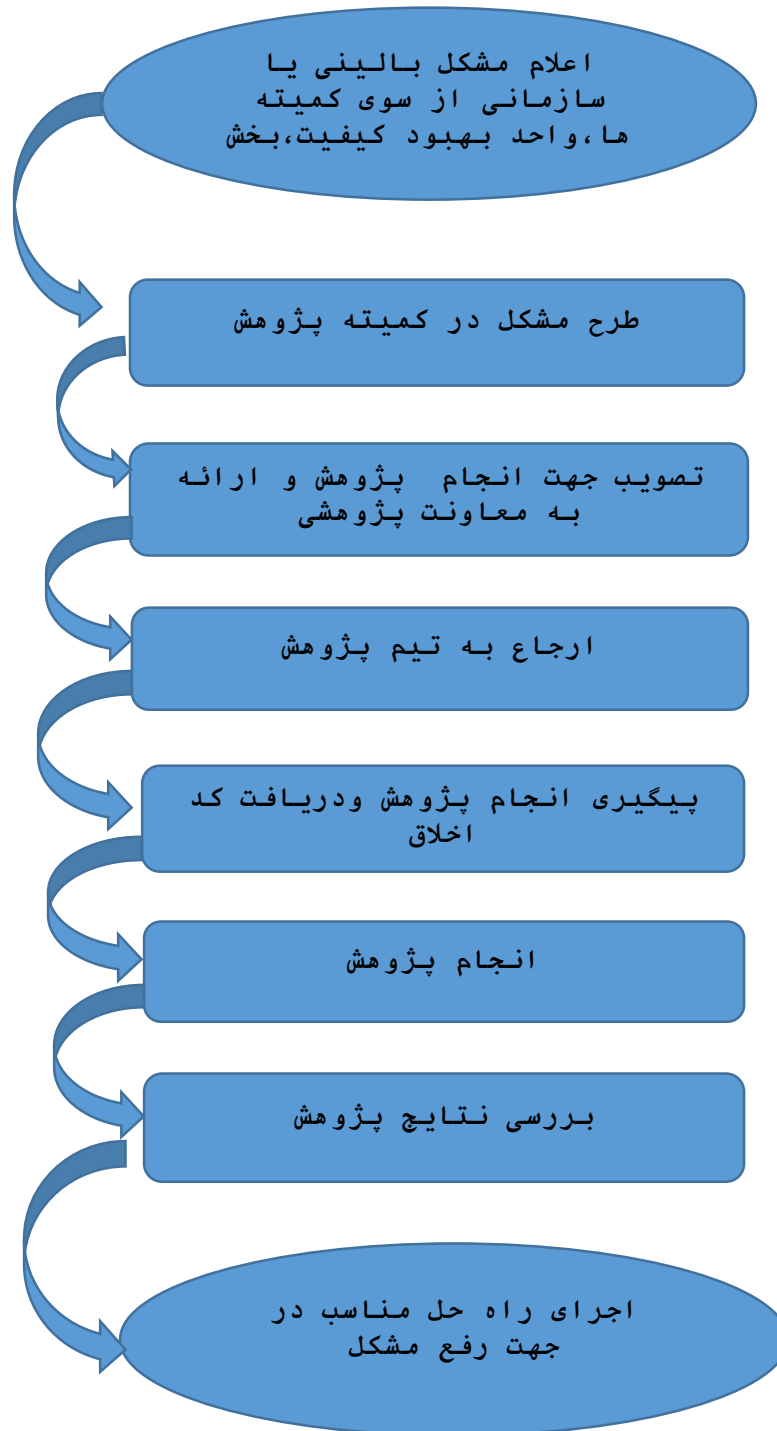 اعلام مشکل بالینی یا
سازمانی از سوی کمیته
ها،واحد بهبود کیفیت،بخش
طرح مشکل در کمیته پژوهش
تصویب جهت انجام پژوهش و ارائه
به معاونت پژوهشی
ارجاع به تیم پژوهش
پیگیری انجام پژوهش ودریافت کد
اخلاق
انجام پژوهش
بررسی نتایج پژوهش
اجرای راه حل مناسب در
جهت رفع مشکل